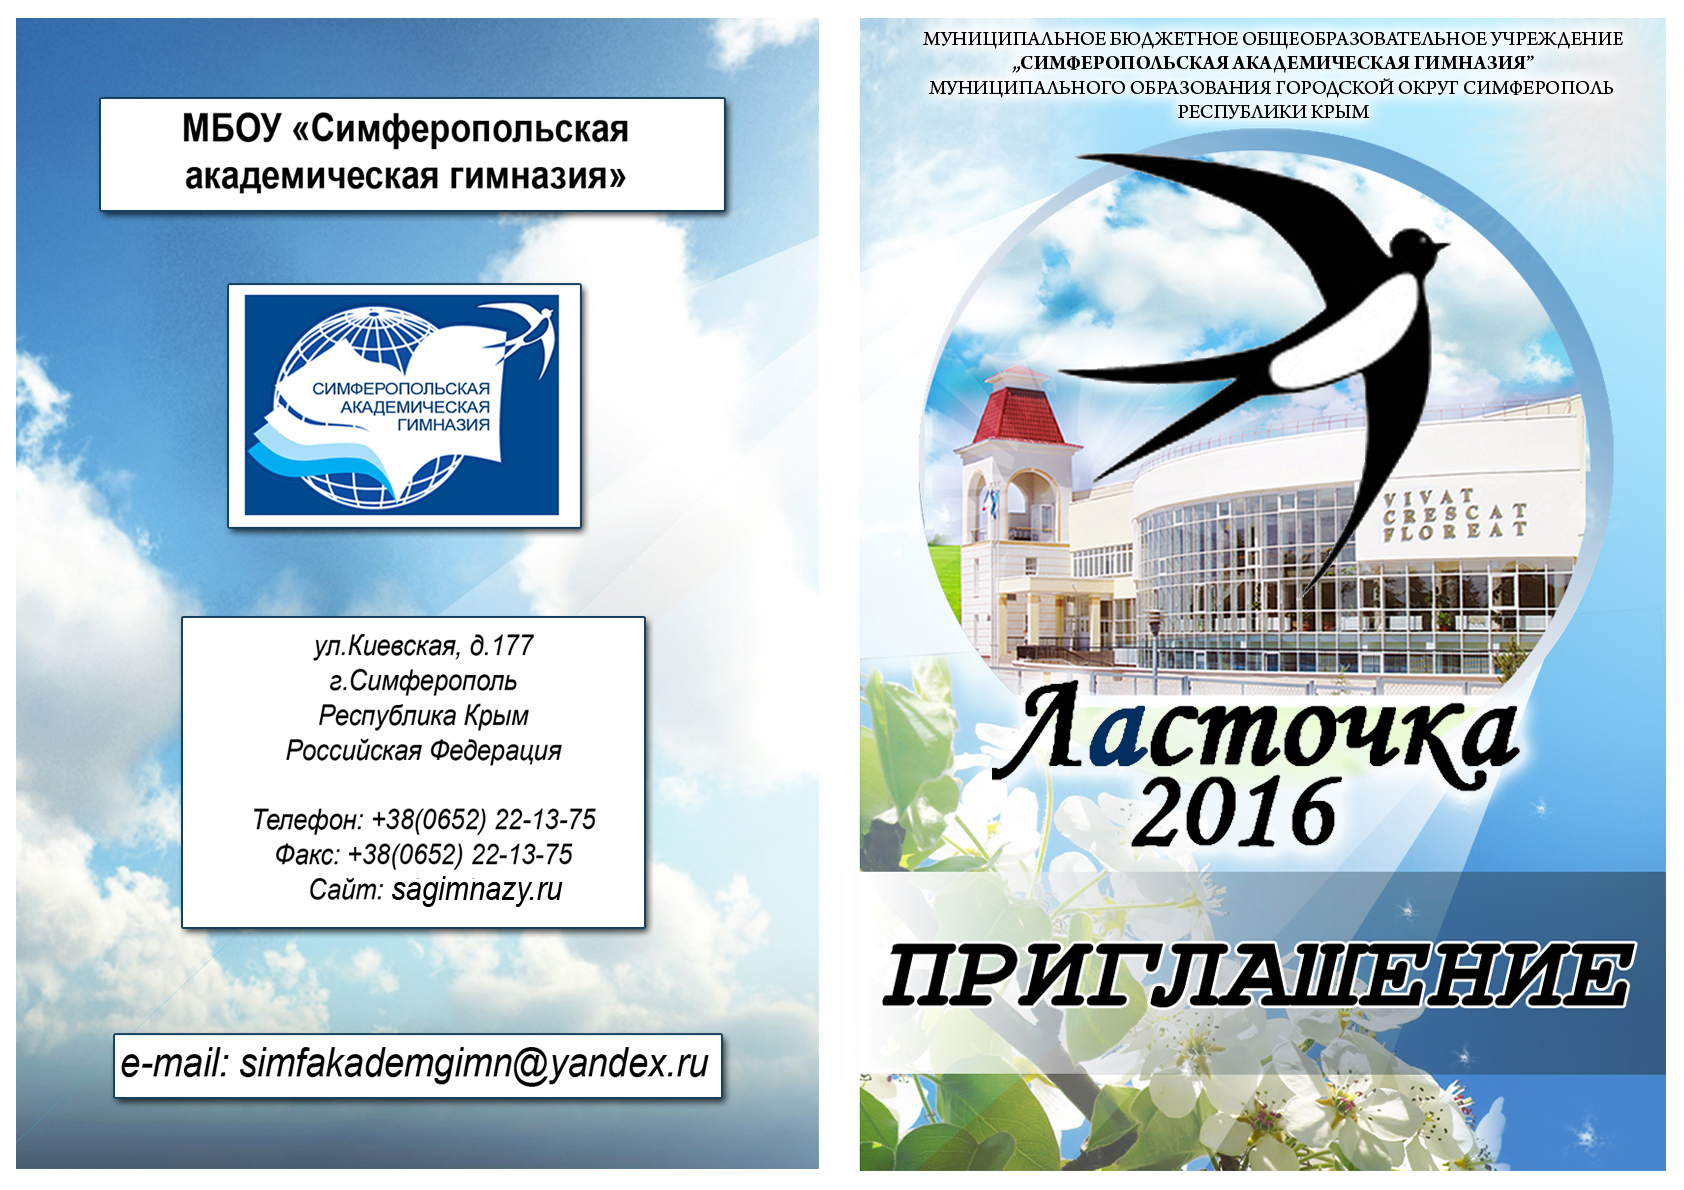 МБОУ «Симферопольская
академическая гимназия»
СИМФЕРОПОЛЬСКАЯ
АКАДЕМИЧЕСКАЯ
ГИМНАЗИЯ
ул.Киевская, д.177
г.Симферополь
Республика Крым
Российская Федерация
Телефон: +38(0652) 22-13-75
Факс: +38(0652) 22-13-75
Сайт: sagimnazy.ru
e-mail: simfakademgimn@yandex.ru
МУНИЦИПАЛЬНОЕ БЮДЖЕТНОЕ ОБЩЕОБРАЗОВАТЕЛЬНОЕ УЧРЕЖДЕНИЕ
„СИМФЕРОПОЛЬСКАЯ АКАДЕМИЧЕСКАЯ ГИМНАЗИЯ”
МУНИЦИПАЛЬНОГО ОБРАЗОВАНИЯ ГОРОДСКОЙ ОКРУГ СИМФЕРОПОЛЬ
РЕСПУБЛИКИ КРЫМ
VIVAT
CRESCAT
FLOREAT
Ласточка
2016
ПРИГЛАШЕНИЕ